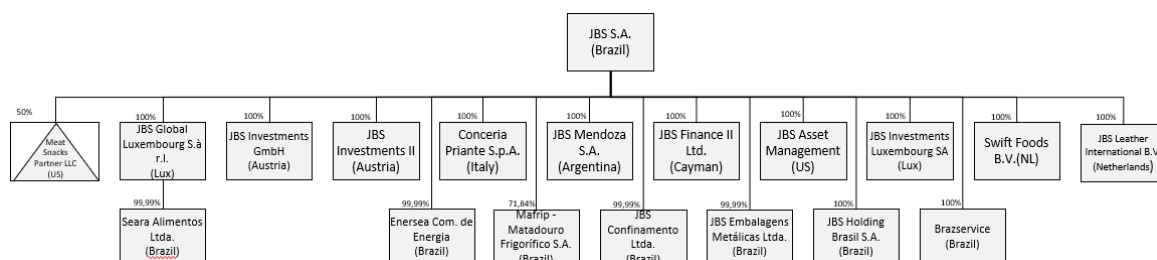 JBS S.A.
(Brazil)
50%
Meat
Snacks
Partner LLC
(US)
100%
JBS Global
Luxembourg S.à
r.l.
(Lux)
100%
JBS Investments
GmbH
(Austria)
100%
JBS
Investments II
(Austria)
100%
Conceria
Priante S.p.A.
(Italy)
100%
JBS Mendoza
S.A.
(Argentina)
100%
JBS Finance II
Ltd.
(Cayman)
100%
JBS Asset
Management
(US)
100%
JBS Investments
Luxembourg SA
(Lux)
100%
Swift Foods
B.V.(NL)
100%
JBS Leather
International B.V
(Netherlands)
99,99%
Seara Alimentos
Ltda.
(Brazil)
99,99%
Enersea Com. de
Energia
(Brazil)
71,84%
Mafrip -
Matadouro
Frigorífico S.A.
(Brazil)
99,99%
JBS
Confinamento
Ltda.
(Brazil)
99,99%
JBS Embalagens
Metálicas Ltda.
(Brazil)
100%
JBS Holding
Brasil S.A.
(Brazil)
100%
Brazservice
(Brazil)